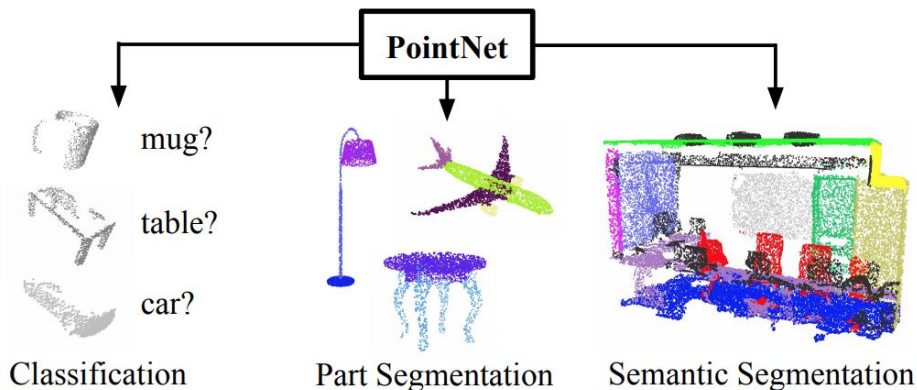 PointNet
mug?
table?
car?
Classification
Part Segmentation
Semantic Segmentation